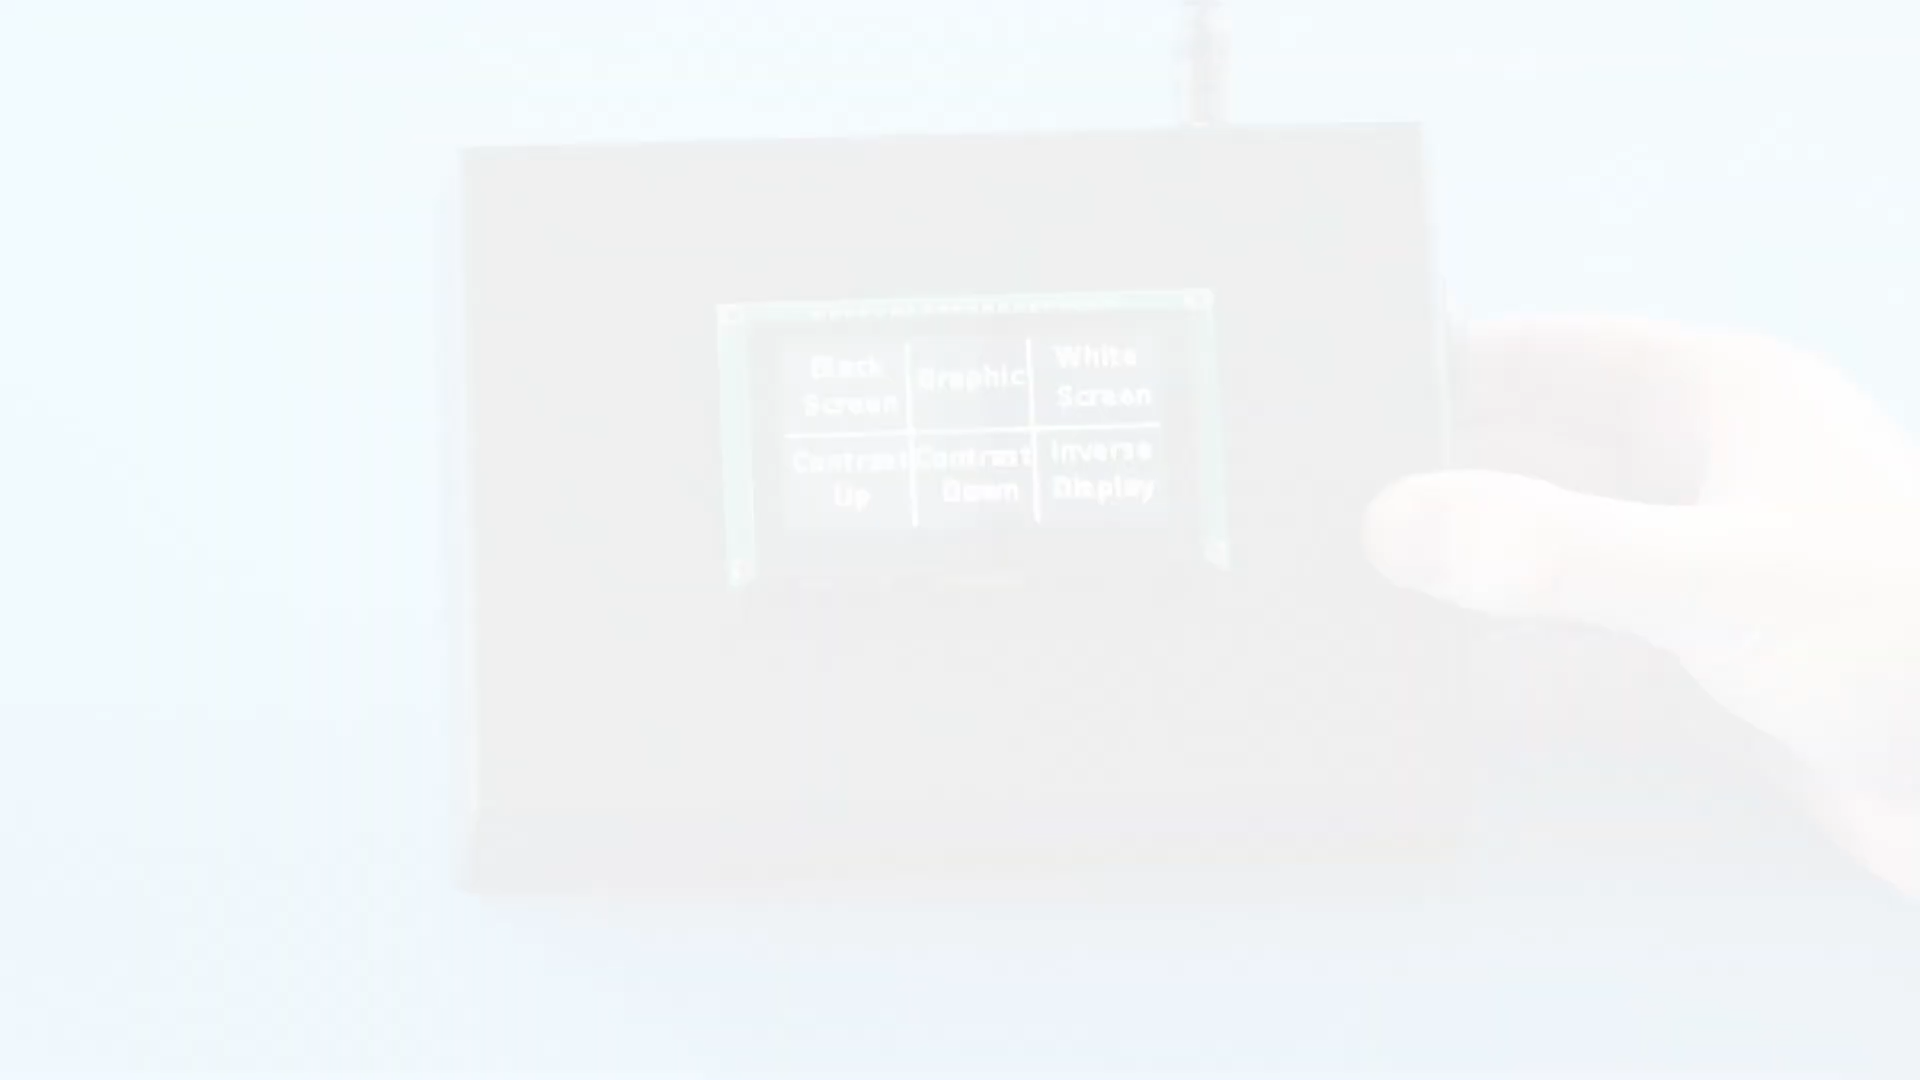 Black
Screen
Graphic
White
Screen
Contrast
Up
Contrast
Down
Inverse
Display